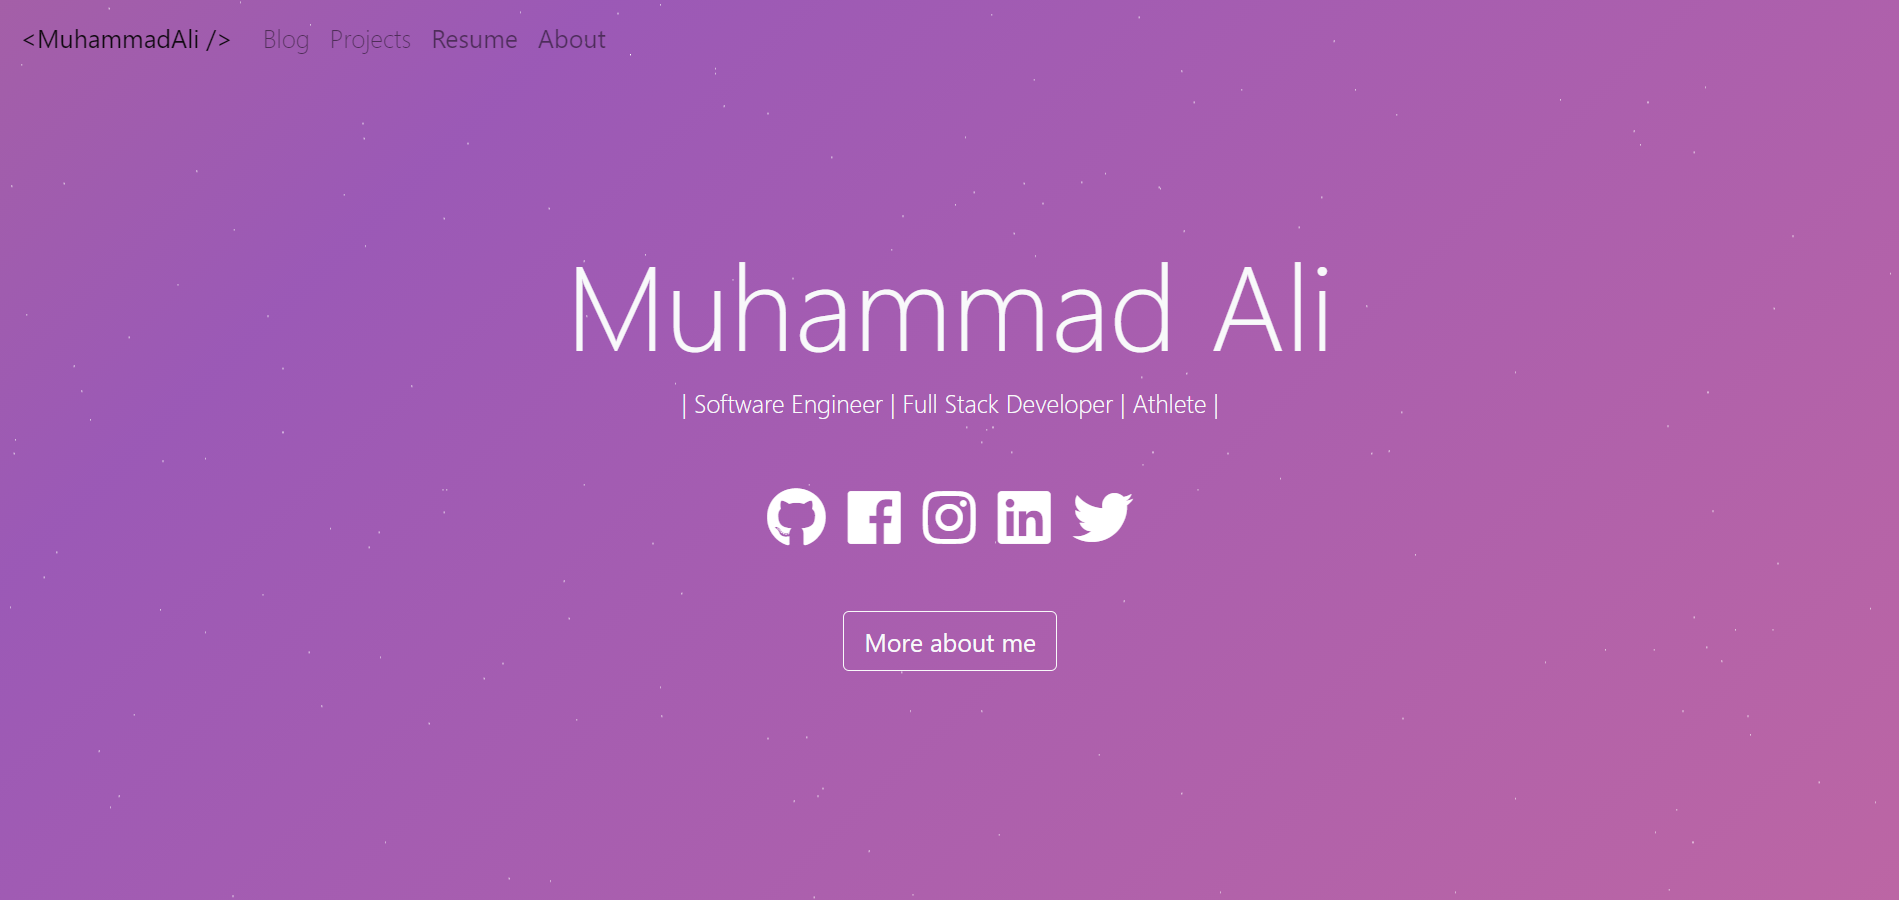 <MuhammadAli /> Blog Projects Resume About
Muhammad Ali
| Software Engineer | Full Stack Developer | Athlete |
More about me